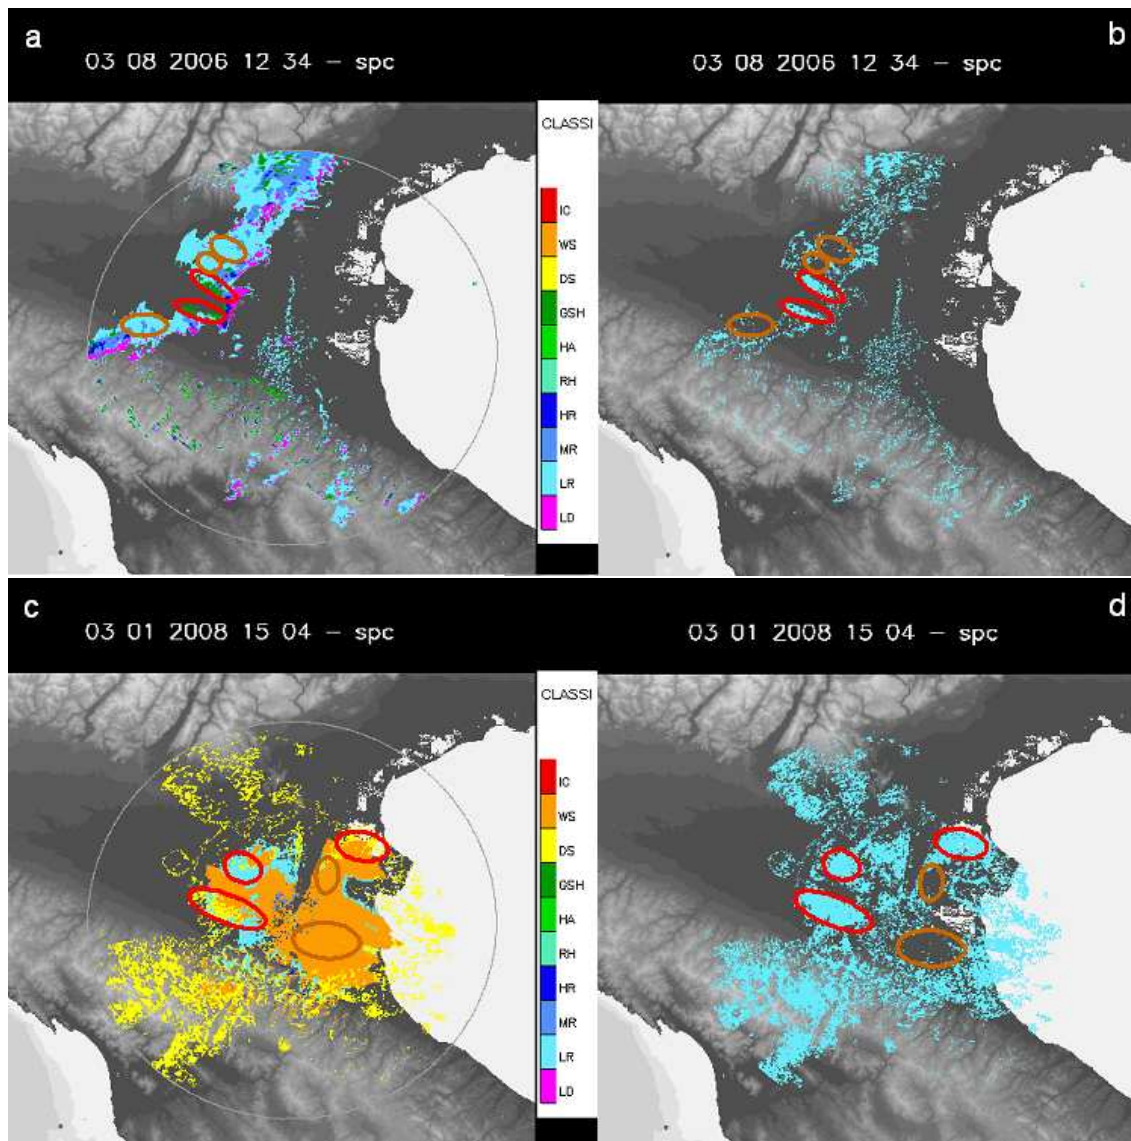 a
03 08 2006 12 34 – spc
b
03 08 2006 12 34 – spc
CLASSI
IC
WS
DS
GSH
HA
RH
HR
MR
LR
LD
c
03 01 2008 15 04 – spc
d
03 01 2008 15 04 – spc
CLASSI
IC
WS
DS
GSH
HA
RH
HR
MR
LR
LD